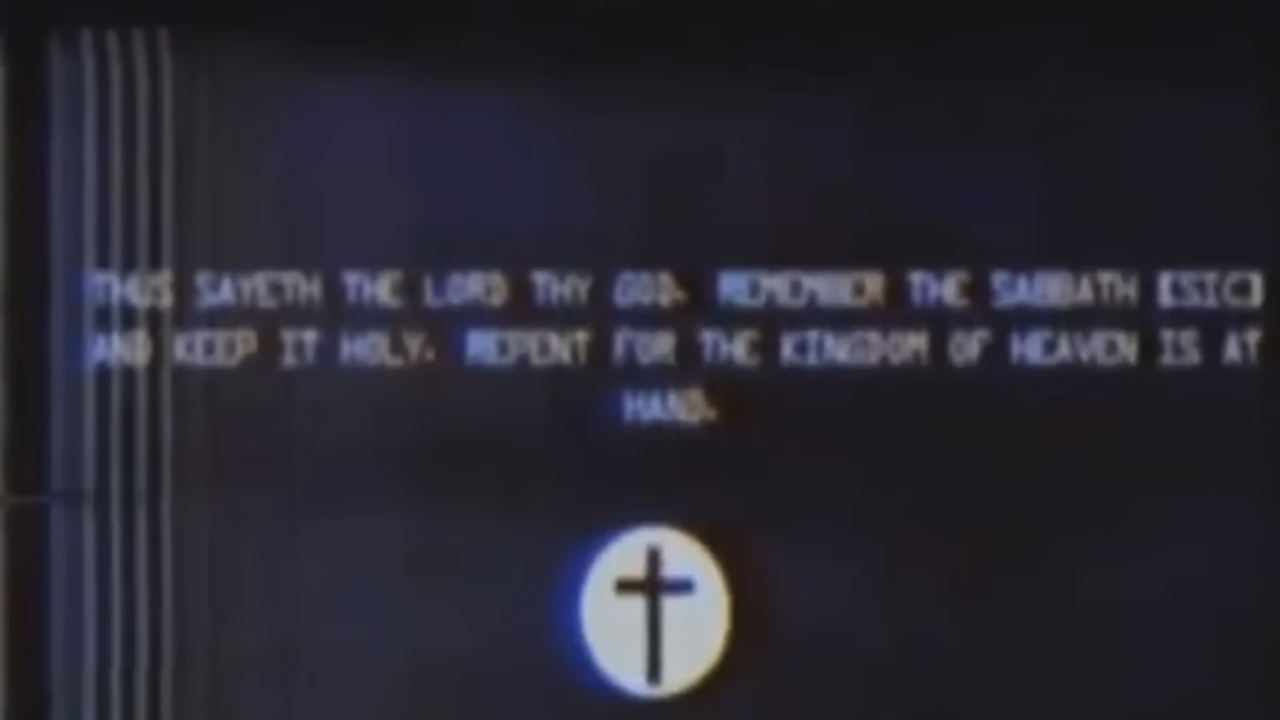 THUS SAYETH THE LORD THY GOD. REMEMBER THE SABBATH [SIC]
AND KEEP IT HOLY. REPENT FOR THE KINGDOM OF HEAVEN IS AT
HAND.